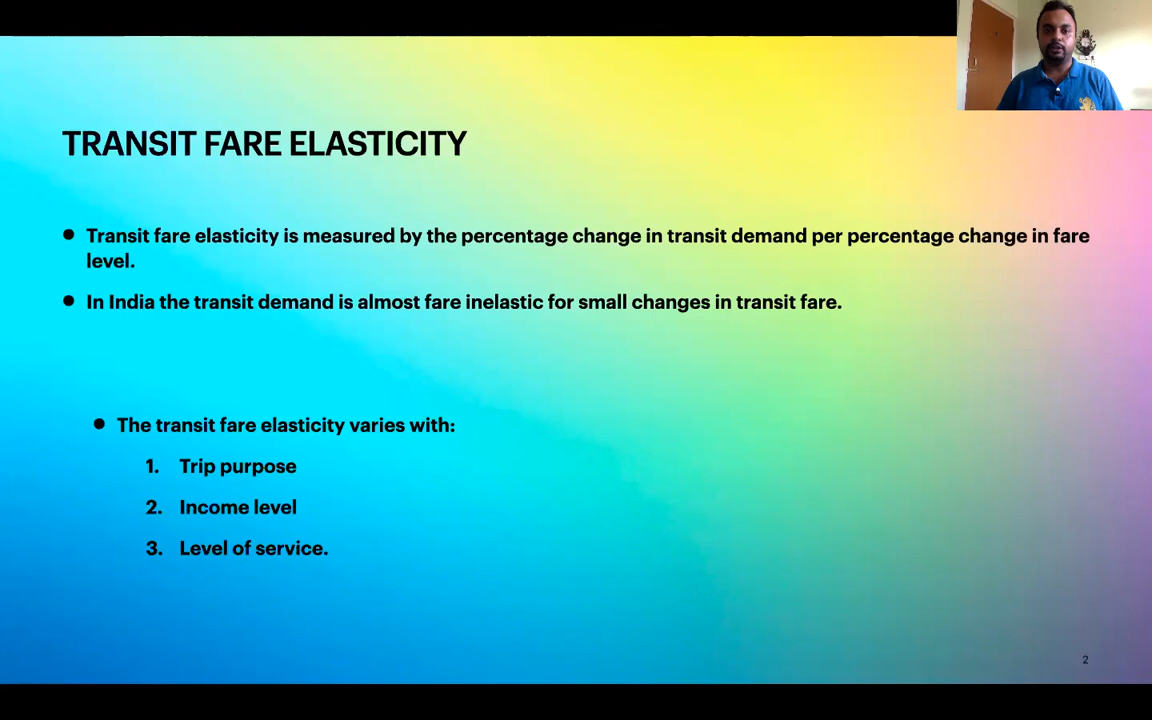 TRANSIT FARE ELASTICITY
● Transit fare elasticity is measured by the percentage change in transit demand per percentage change in fare
level.
● In India the transit demand is almost fare inelastic for small changes in transit fare.
● The transit fare elasticity varies with:
1. Trip purpose
2. Income level
3. Level of service.
2